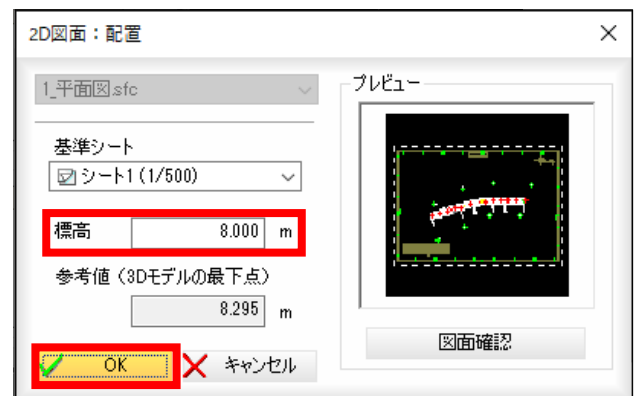 2D図面：配置
1_平面図.sfc
基準シート
シート1 (1/500)
標高 8.000 m
参考値（3Dモデルの最下点）
8.295 m
OK キャンセル
プレビュー
図面確認